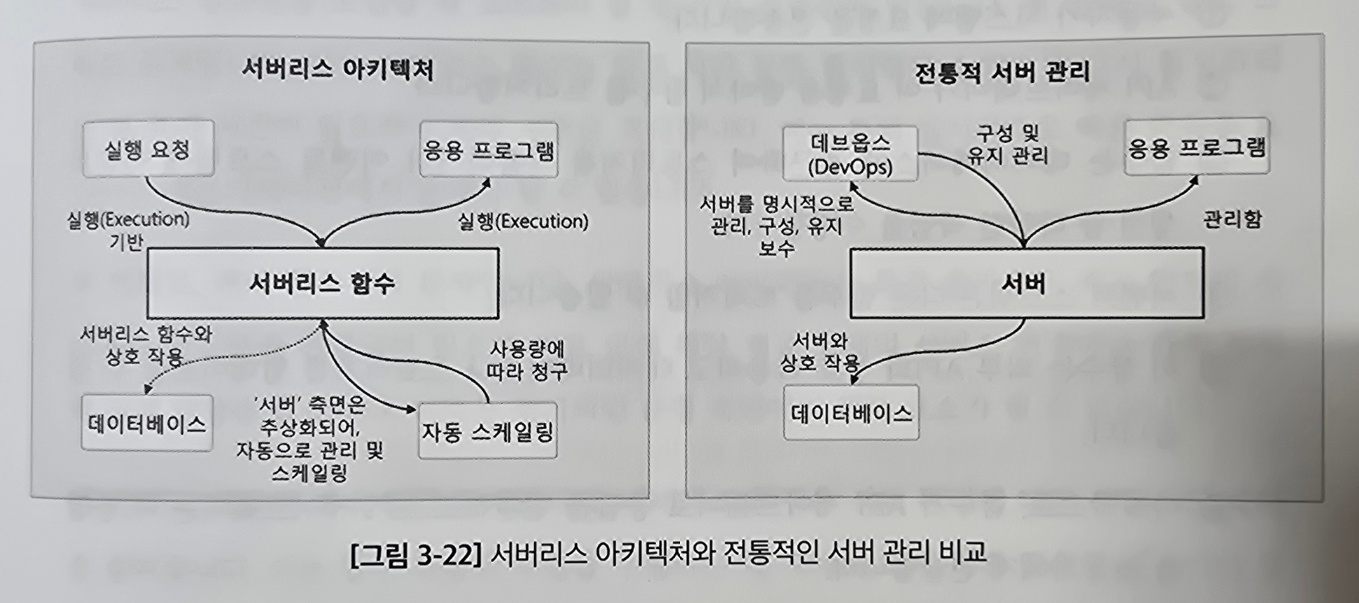 서버리스 아키텍처
실행 요청
응용 프로그램
실행(Execution)
기반
실행(Execution)
서버리스 함수
서버리스 함수와
상호 작용
사용량에
따라 청구
데이터베이스
'서버' 측면은
추상화되어,
자동으로 관리 및
스케일링
자동 스케일링
전통적 서버 관리
데브옵스
(DevOps)
구성 및
유지 관리
응용 프로그램
서버를 명시적으로
관리, 구성, 유지
보수
관리함
서버
서버와
상호 작용
데이터베이스
[그림 3-22] 서버리스 아키텍처와 전통적인 서버 관리 비교